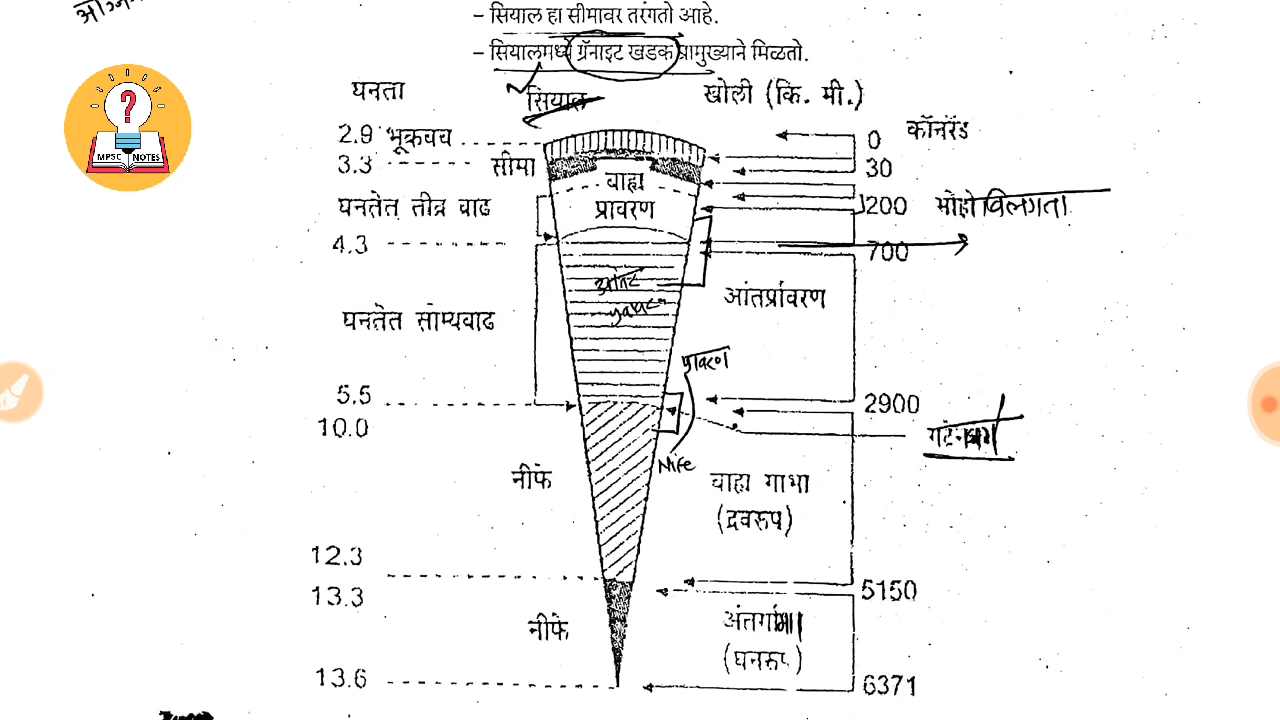 - सियाल हा सीमावर तरंगतो आहे.
- सियालमध्ये ग्रॅनाइट खडक प्रामुख्याने मिळतो.
घनता
सियाल
खोली (कि. मी.)
2.9 भूकवच
0 कॉनरॅड
3.3
सीमा
30
MPSC NOTES
बाह्य
प्रावरण
घनतेत तीव्र वाढ
200
मोहोविलगता
4.3
700
आंतर
आंतप्रांवरण
घनतेत सोम्यवाढ
प्रावरण
5.5
2900
10.0
Nife
नीफे
बाह्य गाभा
(द्रवरुप)
12.3
5150
13.3
नीफे
अंतर्गाभा
(घनरुप)
13.6
6371